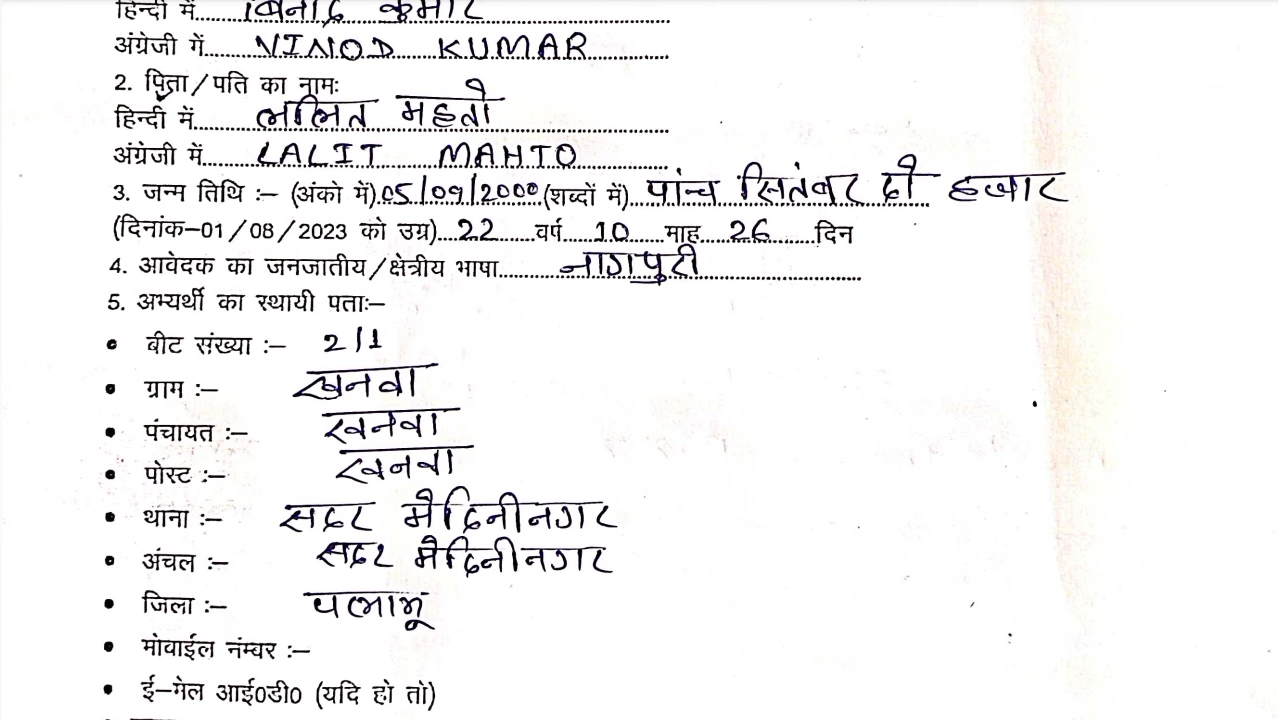 हिन्दी में...... बिनोद कुमार
अंग्रेजी में...... VINOD KUMAR
2. पिता/पति का नामः
हिन्दी में...... ललित महतो
अंग्रेजी में...... LALIT MAHTO
3. जन्म तिथि :– (अंको में) 05/09/2000 (शब्दों में) पांच सितंबर दो हजार
(दिनांक–01/08/2023 को उम्र)....22......वर्ष 10 माह 26......दिन
4. आवेदक का जनजातीय/क्षेत्रीय भाषा...... नागपुरी
5. अभ्यर्थी का स्थायी पताः–
• बीट संख्या :– 2/1
• ग्राम :– खनवा
• पंचायत :– खनवा
• पोस्ट :– खनवा
• थाना :– सदर मेदिनीनगर
• अंचल :– सदर मेदिनीनगर
• जिला :– पलामू
• मोवाईल नंम्वर :–
• ई–मेल आई0डी0 (यदि हो तो)